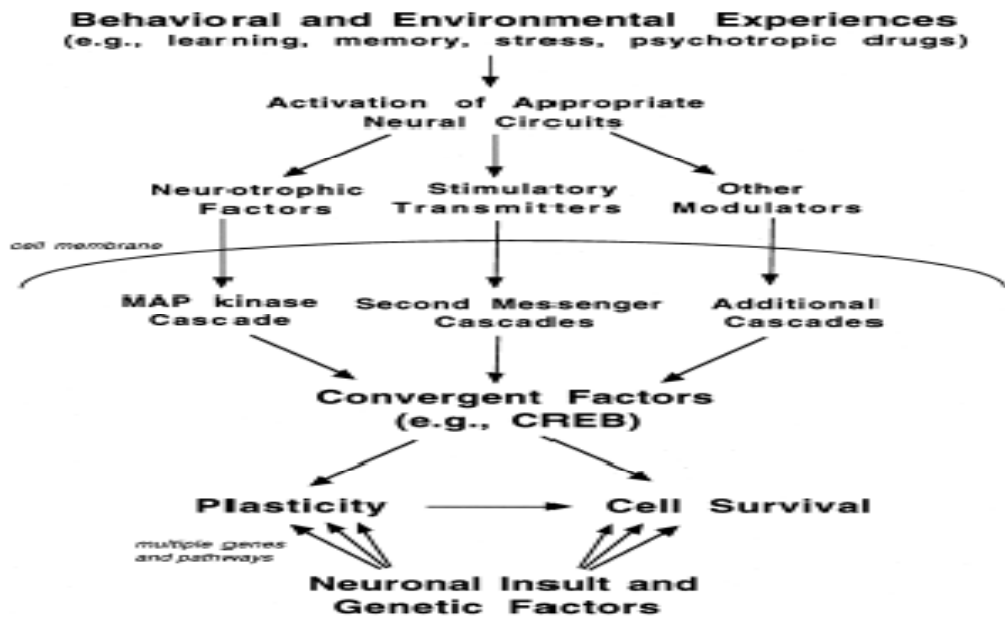 Behavioral and Environmental Experiences
(e.g., learning, memory, stress, psychotropic drugs)
Activation of Appropriate
Neural Circuits
Neurotrophic
Factors
Stimulatory
Transmitters
Other
Modulators
cell membrane
MAP kinase
Cascade
Second Messenger
Cascades
Additional
Cascades
Convergent Factors
(e.g., CREB)
Plasticity
Cell Survival
multiple genes
and pathways
Neuronal Insult and
Genetic Factors